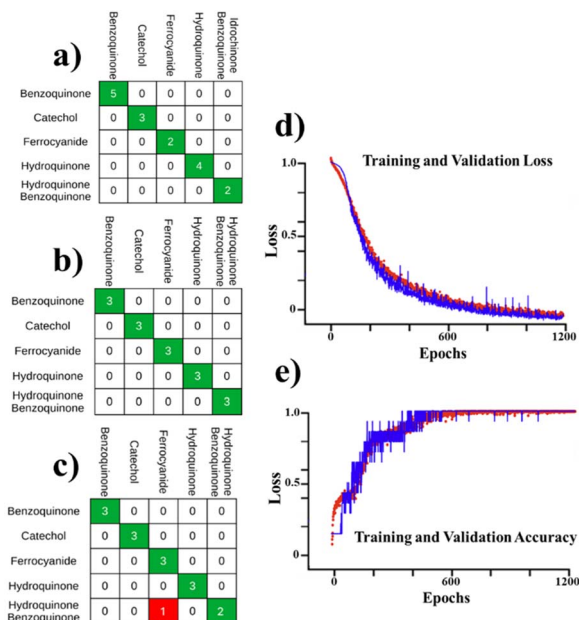 a)
Benzoquinone
Catechol
Ferrocyanide
Hydroquinone
Idrochinone
Benzoquinone
Benzoquinone 5 0 0 0 0
Catechol 0 3 0 0 0
Ferrocyanide 0 0 2 0 0
Hydroquinone 0 0 0 4 0
Hydroquinone
Benzoquinone 0 0 0 0 2
b)
Benzoquinone
Catechol
Ferrocyanide
Hydroquinone
Hydroquinone
Benzoquinone
Benzoquinone 3 0 0 0 0
Catechol 0 3 0 0 0
Ferrocyanide 0 0 3 0 0
Hydroquinone 0 0 0 3 0
Hydroquinone
Benzoquinone 0 0 0 0 3
c)
Benzoquinone
Catechol
Ferrocyanide
Hydroquinone
Hydroquinone
Benzoquinone
Benzoquinone 3 0 0 0 0
Catechol 0 3 0 0 0
Ferrocyanide 0 0 3 0 0
Hydroquinone 0 0 0 3 0
Hydroquinone
Benzoquinone 0 0 1 0 2
d)
Training and Validation Loss
Loss
1.0
0.5
0
0 600 1200
Epochs
e)
Loss
1.0
0.5
0
Training and Validation Accuracy
0 600 1200
Epochs